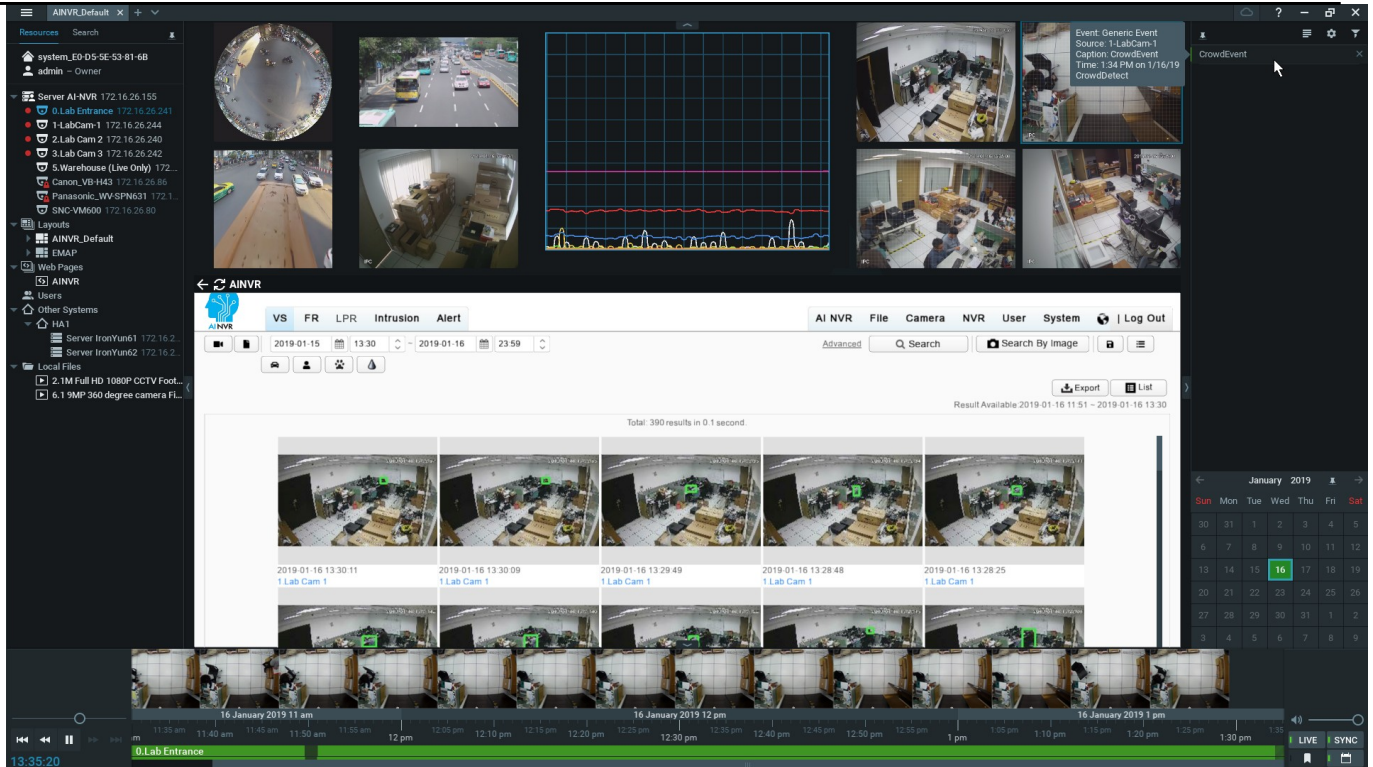 AINVR_Default
?
Resources Search
system_E0-D5-5E-53-81-6B
admin – Owner
Server AI-NVR 172.16.26.155
0.Lab Entrance 172.16.26.241
1-LabCam-1 172.16.26.244
2.Lab Cam 2 172.16.26.240
3.Lab Cam 3 172.16.26.242
5.Warehouse (Live Only) 172...
Canon_VB-H43 172.16.26.86
Panasonic_WV-SPN631 172.1...
SNC-VM600 172.16.26.80
Layouts
AINVR_Default
EMAP
Web Pages
AINVR
Users
Other Systems
HA1
Server IronYun61 172.16.2...
Server IronYun62 172.16.2...
Local Files
2.1M Full HD 1080P CCTV Foot...
6.1 9MP 360 degree camera Fi...
Event: Generic Event
Source: 1-LabCam-1
Caption: CrowdEvent
Time: 1:34 PM on 1/16/19
CrowdDetect
CrowdEvent
IPC
IPC
IPC
AINVR
AI NVR
VS FR LPR Intrusion Alert
AI NVR File Camera NVR User System | Log Out
2019-01-15 13:30 ~ 2019-01-16 23:59
Advanced Search Search By Image
Export List
Result Available:2019-01-16 11:51 ~ 2019-01-16 13:30
Total: 390 results in 0.1 second.
2019-01-16 13:30:11 2019-01-16 13:30:09 2019-01-16 13:29:49 2019-01-16 13:28:48 2019-01-16 13:28:25
1.Lab Cam 1 1.Lab Cam 1 1.Lab Cam 1 1.Lab Cam 1 1.Lab Cam 1
January 2019
Sun Mon Tue Wed Thu Fri Sat
30 31 1 2 3 4 5
6 7 8 9 10 11 12
13 14 15 16 17 18 19
20 21 22 23 24 25 26
27 28 29 30 31 1 2
3 4 5 6 7 8 9
16 January 2019 11 am 16 January 2019 12 pm 16 January 2019 1 pm
11:35 am 11:40 am 11:45 am 11:50 am 11:55 am 12 pm 12:05 pm 12:10 pm 12:15 pm 12:20 pm 12:25 pm 12:30 pm 12:35 pm 12:40 pm 12:45 pm 12:50 pm 12:55 pm 1 pm 1:05 pm 1:10 pm 1:15 pm 1:20 pm 1:25 pm 1:30 pm 1:35
0.Lab Entrance
LIVE SYNC
13:35:20